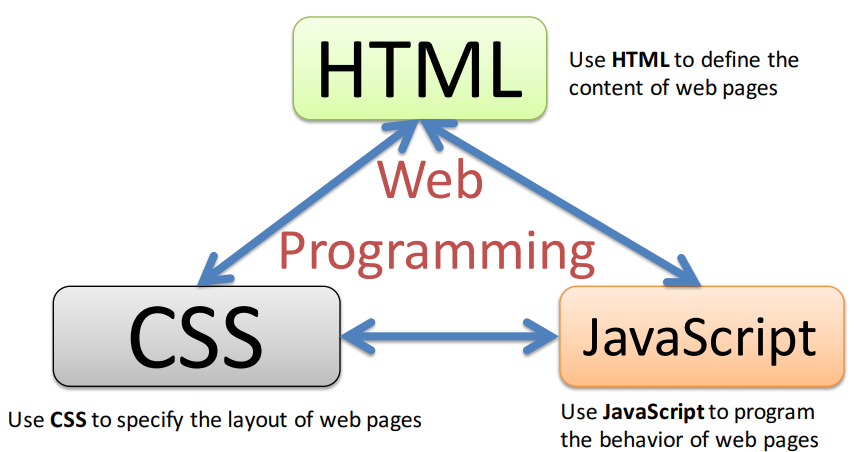 HTML
Use HTML to define the
content of web pages
Web
Programming
CSS
JavaScript
Use CSS to specify the layout of web pages
Use JavaScript to program
the behavior of web pages